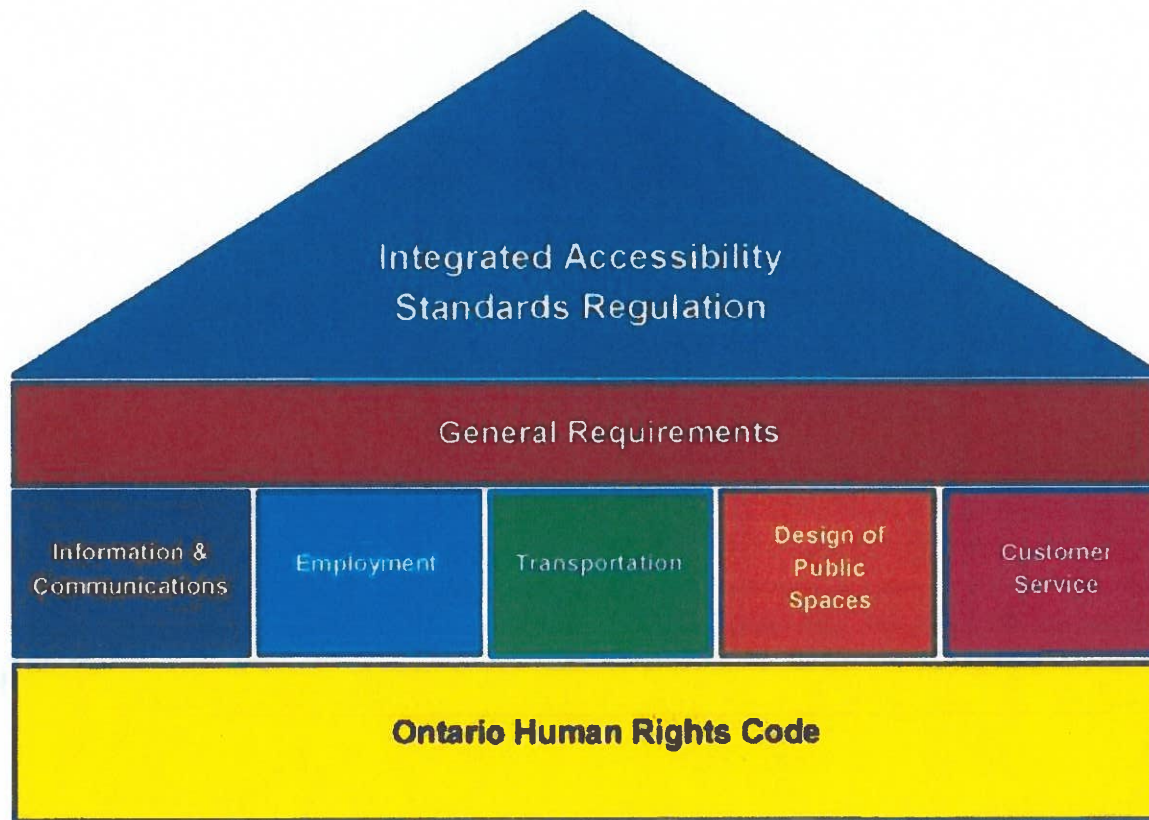 Integrated Accessibility
Standards Regulation
General Requirements
Information &
Communications
Employment
Transportation
Design of
Public
Spaces
Customer
Service
Ontario Human Rights Code